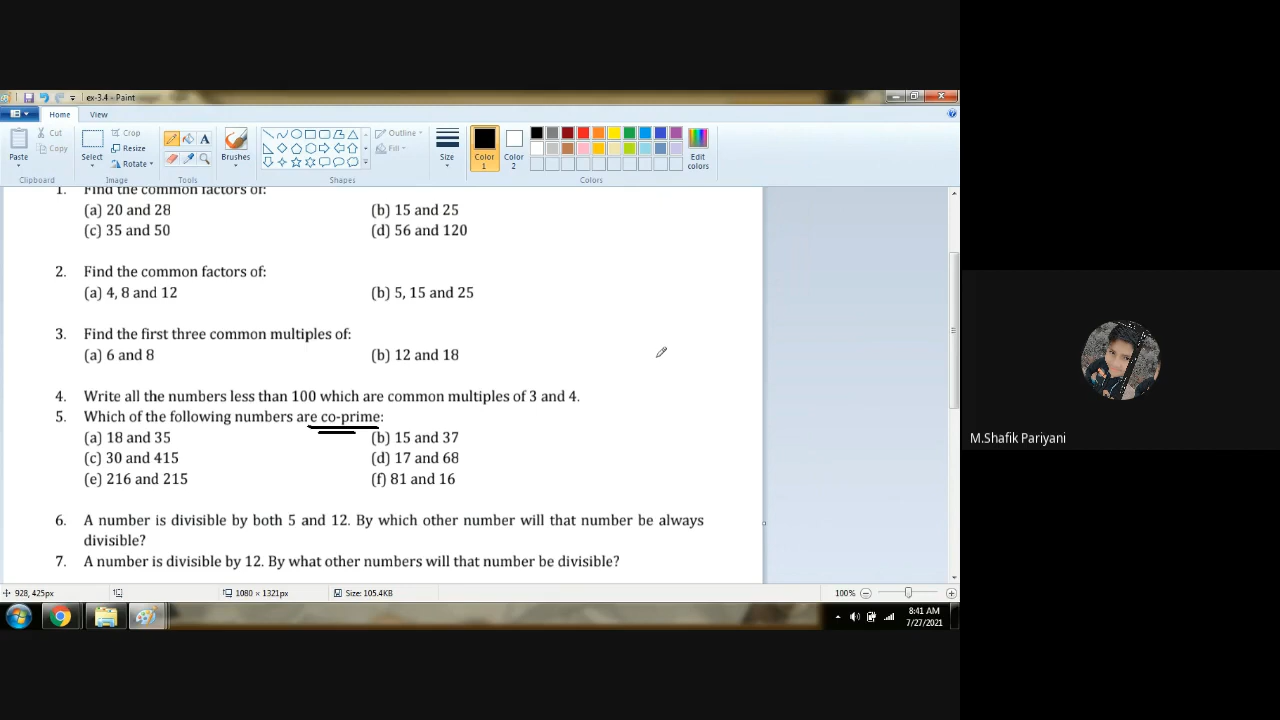 ex-3.4 - Paint
Home View
Paste Cut Copy Select Crop Resize Rotate Brushes Outline Fill Size Color 1 Color 2 Edit colors
Clipboard Image Tools Shapes Colors
1. Find the common factors of:
(a) 20 and 28 (b) 15 and 25
(c) 35 and 50 (d) 56 and 120
2. Find the common factors of:
(a) 4, 8 and 12 (b) 5, 15 and 25
3. Find the first three common multiples of:
(a) 6 and 8 (b) 12 and 18
4. Write all the numbers less than 100 which are common multiples of 3 and 4.
5. Which of the following numbers are co-prime:
(a) 18 and 35 (b) 15 and 37
(c) 30 and 415 (d) 17 and 68
(e) 216 and 215 (f) 81 and 16
6. A number is divisible by both 5 and 12. By which other number will that number be always
divisible?
7. A number is divisible by 12. By what other numbers will that number be divisible?
928, 425px 1080 × 1321px Size: 105.4KB 100%
8:41 AM
7/27/2021
M.Shafik Pariyani